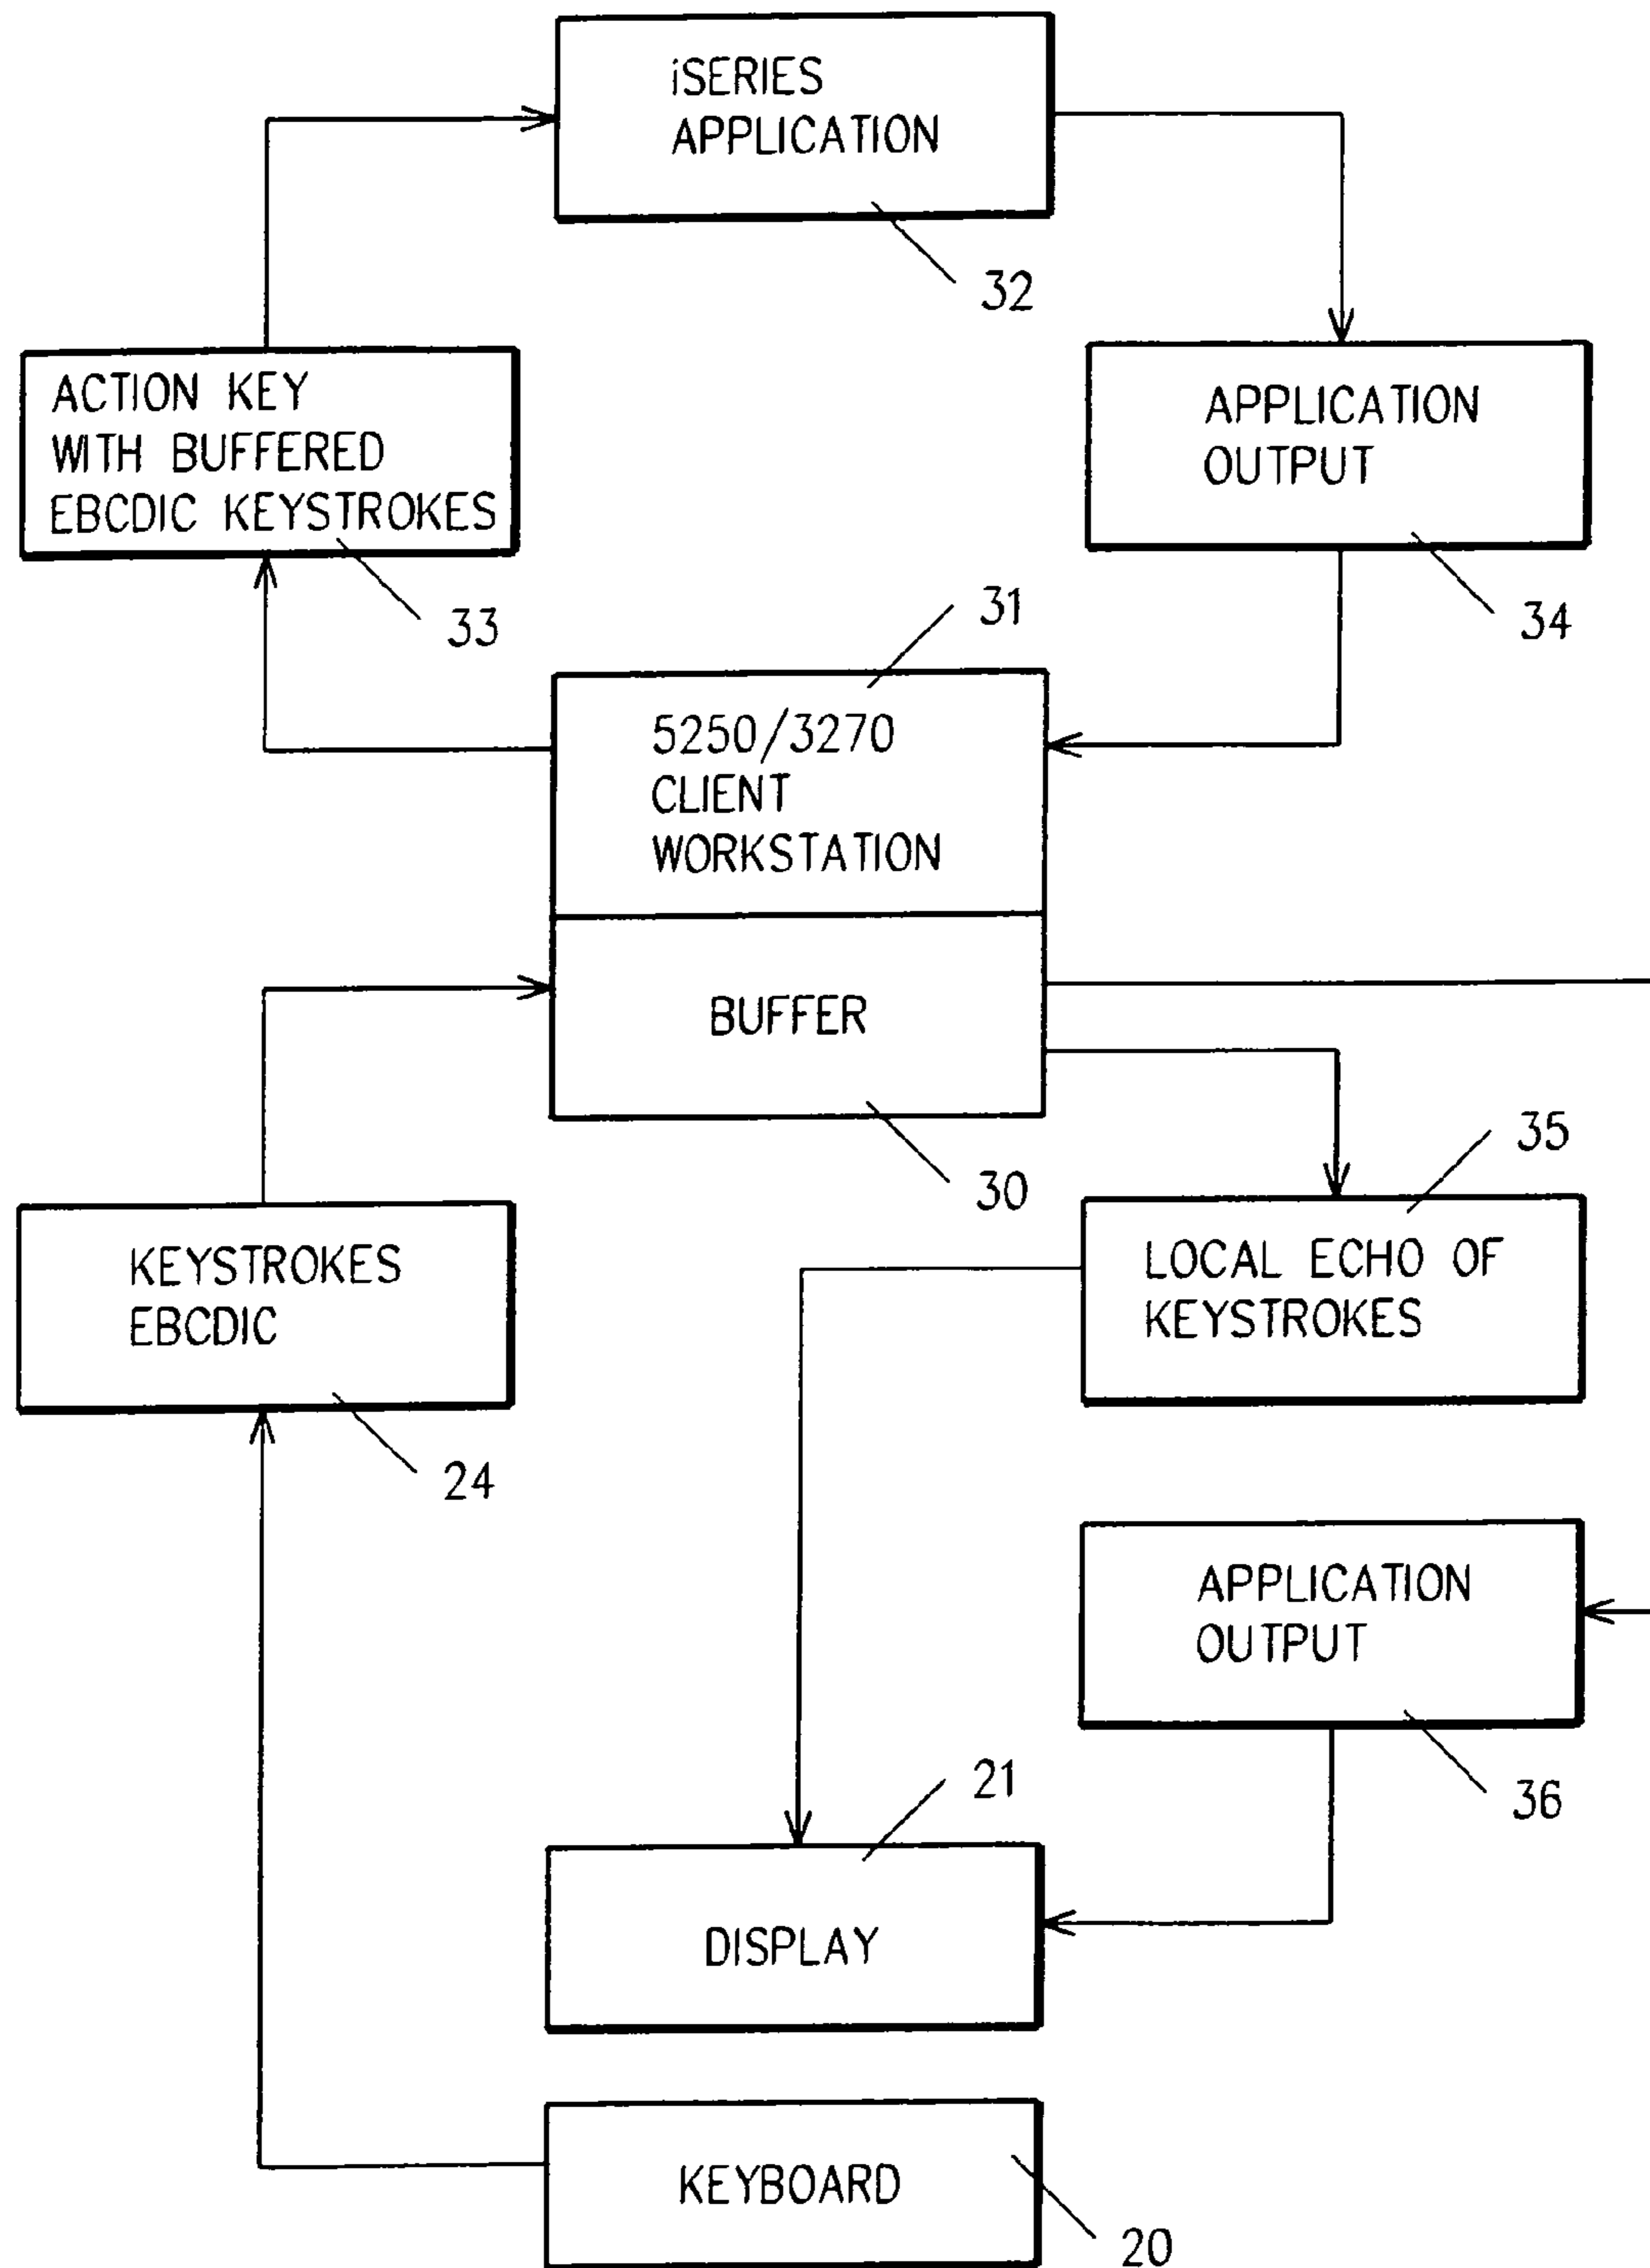 iSERIES
APPLICATION
32
ACTION KEY
WITH BUFFERED
EBCDIC KEYSTROKES
33
APPLICATION
OUTPUT
34
31
5250/3270
CLIENT
WORKSTATION
BUFFER
30
35
LOCAL ECHO OF
KEYSTROKES
KEYSTROKES
EBCDIC
24
APPLICATION
OUTPUT
36
21
DISPLAY
KEYBOARD
20